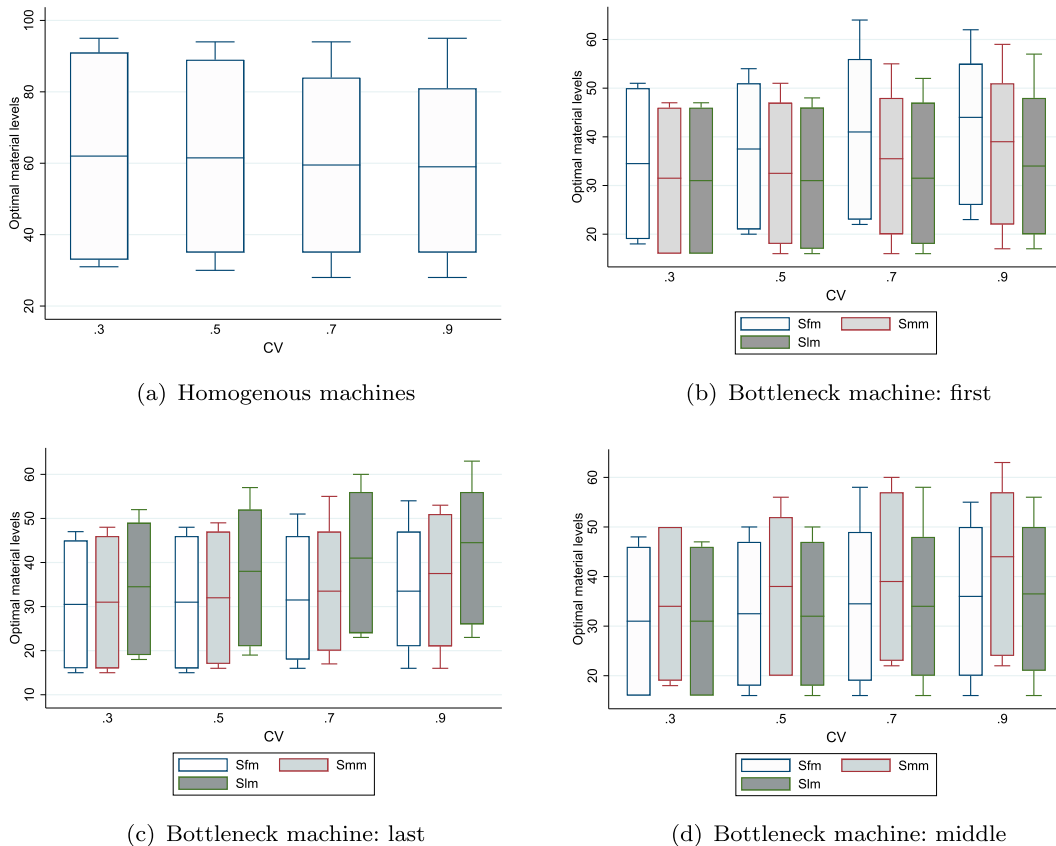 Optimal material levels
100
80
60
40
20
.3 .5 .7 .9
CV
(a) Homogenous machines
Optimal material levels
60
50
40
30
20
.3 .5 .7 .9
CV
Sfm Smm
Slm
(b) Bottleneck machine: first
Optimal material levels
60
50
40
30
20
10
.3 .5 .7 .9
CV
Sfm Smm
Slm
(c) Bottleneck machine: last
Optimal material levels
60
50
40
30
20
.3 .5 .7 .9
CV
Sfm Smm
Slm
(d) Bottleneck machine: middle